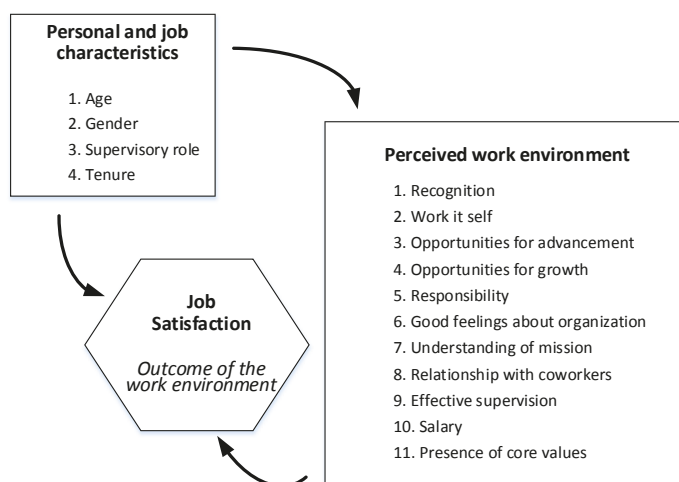 Personal and job
characteristics
1. Age
2. Gender
3. Supervisory role
4. Tenure
Perceived work environment
1. Recognition
2. Work it self
3. Opportunities for advancement
4. Opportunities for growth
5. Responsibility
6. Good feelings about organization
7. Understanding of mission
8. Relationship with coworkers
9. Effective supervision
10. Salary
11. Presence of core values
Job
Satisfaction
Outcome of the
work environment